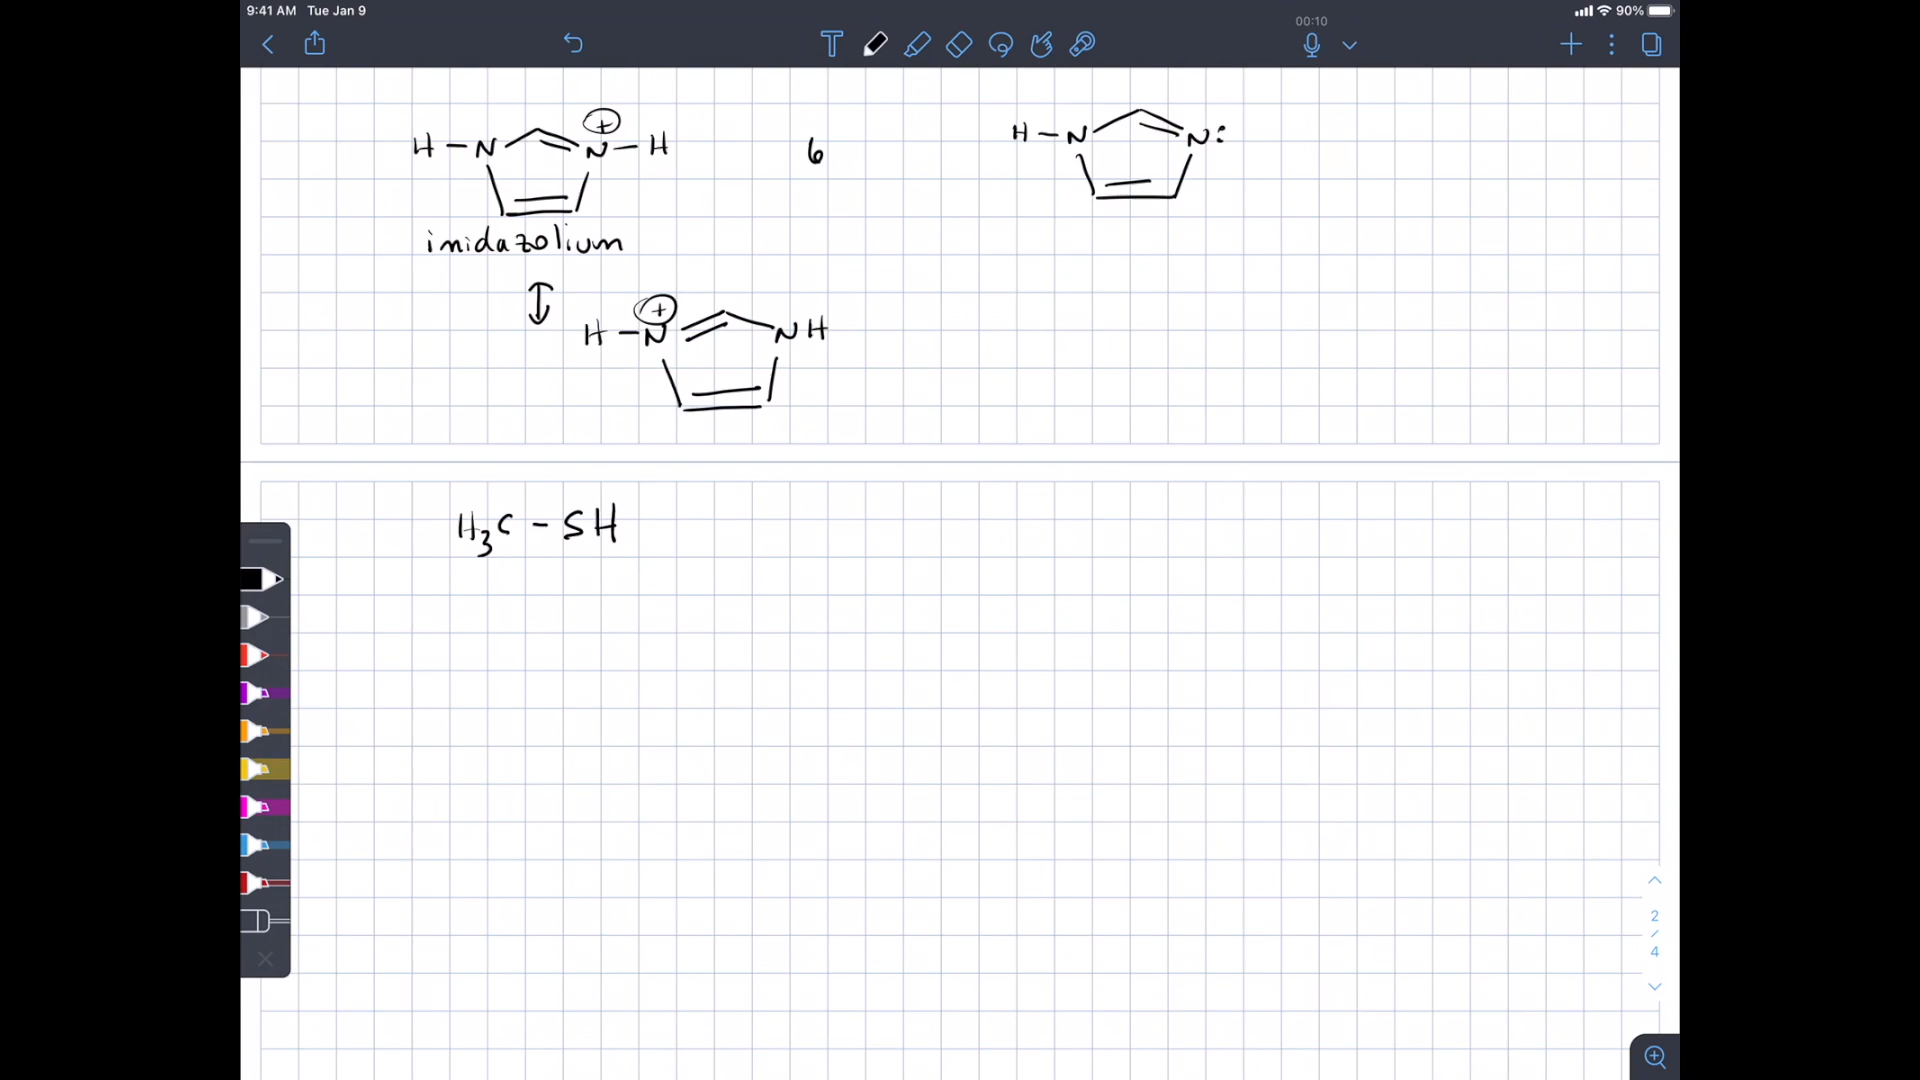 9:41 AM Tue Jan 9
90%
00:10
H-N N-H
+
6
H-N N:
imidazolium
H-N NH
+
H3C-SH
2
/
4